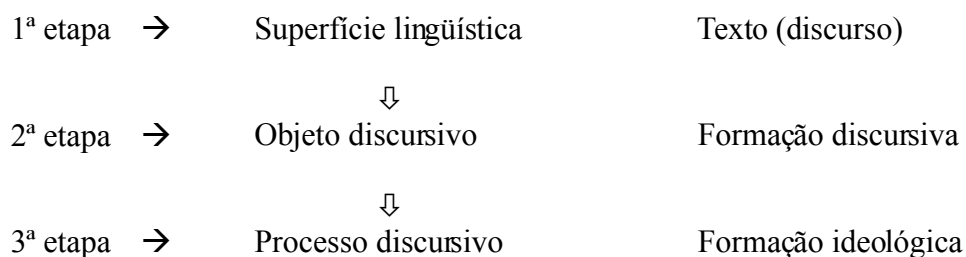 1ª etapa → Superfície lingüística Texto (discurso)
⇩
2ª etapa → Objeto discursivo Formação discursiva
⇩
3ª etapa → Processo discursivo Formação ideológica